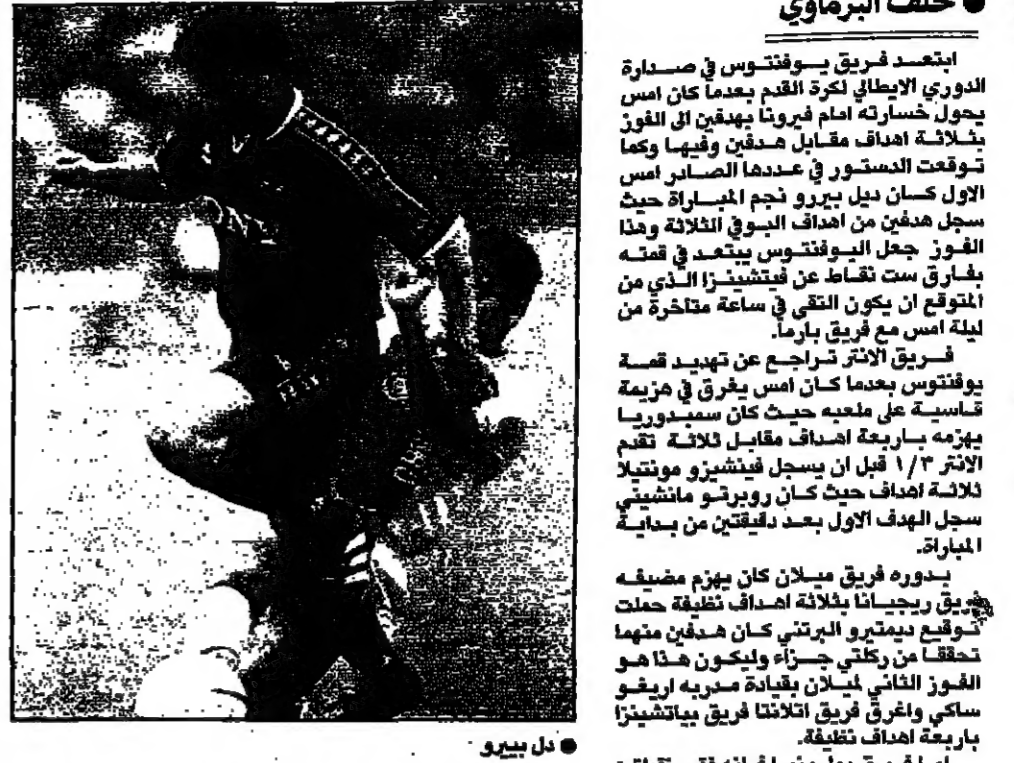 ● خلف البرماوي
ابتعد فريق يوفنتوس في صدارة
الدوري الايطالي لكرة القدم بعدما كان امس
يحول خسارته امام فيرونا بهدفين الى الفوز
بثلاثة اهداف مقابل هدفين وفيها وكما
توقعت الدستور في عددها الصادر امس
الاول كان ديل بييرو نجم المباراة حيث
سجل هدفين من اهداف اليوفي الثلاثة وهذا
الفوز جعل اليوفنتوس يبتعد في قمته
بفارق ست نقاط عن فيتشينزا الذي من
المتوقع ان يكون التقى في ساعة متاخرة من
ليلة امس مع فريق بارما.
فريق الانتر تراجع عن تهديد قمة
يوفنتوس بعدما كان امس يغرق في هزيمة
قاسية على ملعبه حيث كان سمبدوريا
يهزمه باربعة اهداف مقابل ثلاثة تقدم
الانتر ١/٣ قبل ان يسجل فينشيزو مونتيلا
ثلاثة اهداف حيث كان روبرتو مانشيني
سجل الهدف الاول بعد دقيقتين من بداية
المباراة.
بدوره فريق ميلان كان يهزم مضيفه
فريق ريجيانا بثلاثة اهداف نظيفة حملت
توقيع ديمتيرو البرتني كان هدفين منهما
تحققا من ركلتي جزاء وليكون هذا هو
الفوز الثاني لميلان بقيادة مدربه اريغو
ساكي واغرق فريق اتلانتا فريق بياتشينزا
باربعة اهداف نظيفة.
● دل بييرو